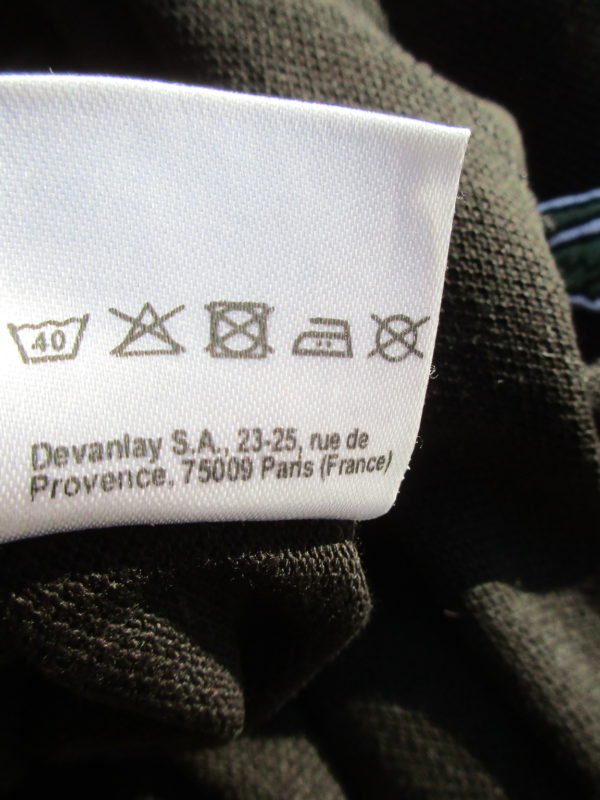 40
Devanlay S.A., 23-25, rue de
Provence, 75009 Paris (France)